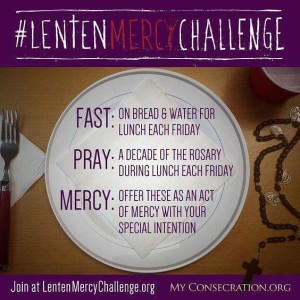 #LENTENMERCYCHALLENGE
FAST: ON BREAD & WATER FOR
LUNCH EACH FRIDAY
PRAY: A DECADE OF THE ROSARY
DURING LUNCH EACH FRIDAY
MERCY: OFFER THESE AS AN ACT
OF MERCY WITH YOUR
SPECIAL INTENTION
Join at LentenMercyChallenge.org MY CONSECRATION.ORG